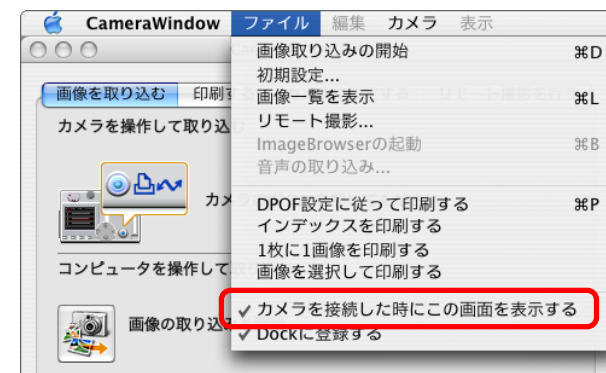 CameraWindow ファイル 編集 カメラ 表示
画像取り込みの開始 ⌘D
初期設定...
画像一覧を表示 ⌘L
リモート撮影...
ImageBrowserの起動 ⌘B
音声の取り込み...
DPOF設定に従って印刷する ⌘P
インデックスを印刷する
1枚に1画像を印刷する
画像を選択して印刷する
✓ カメラを接続した時にこの画面を表示する
✓ Dockに登録する
画像を取り込む 印刷す
カメラを操作して取り込
カメ
コンピュータを操作して
画像の取り込